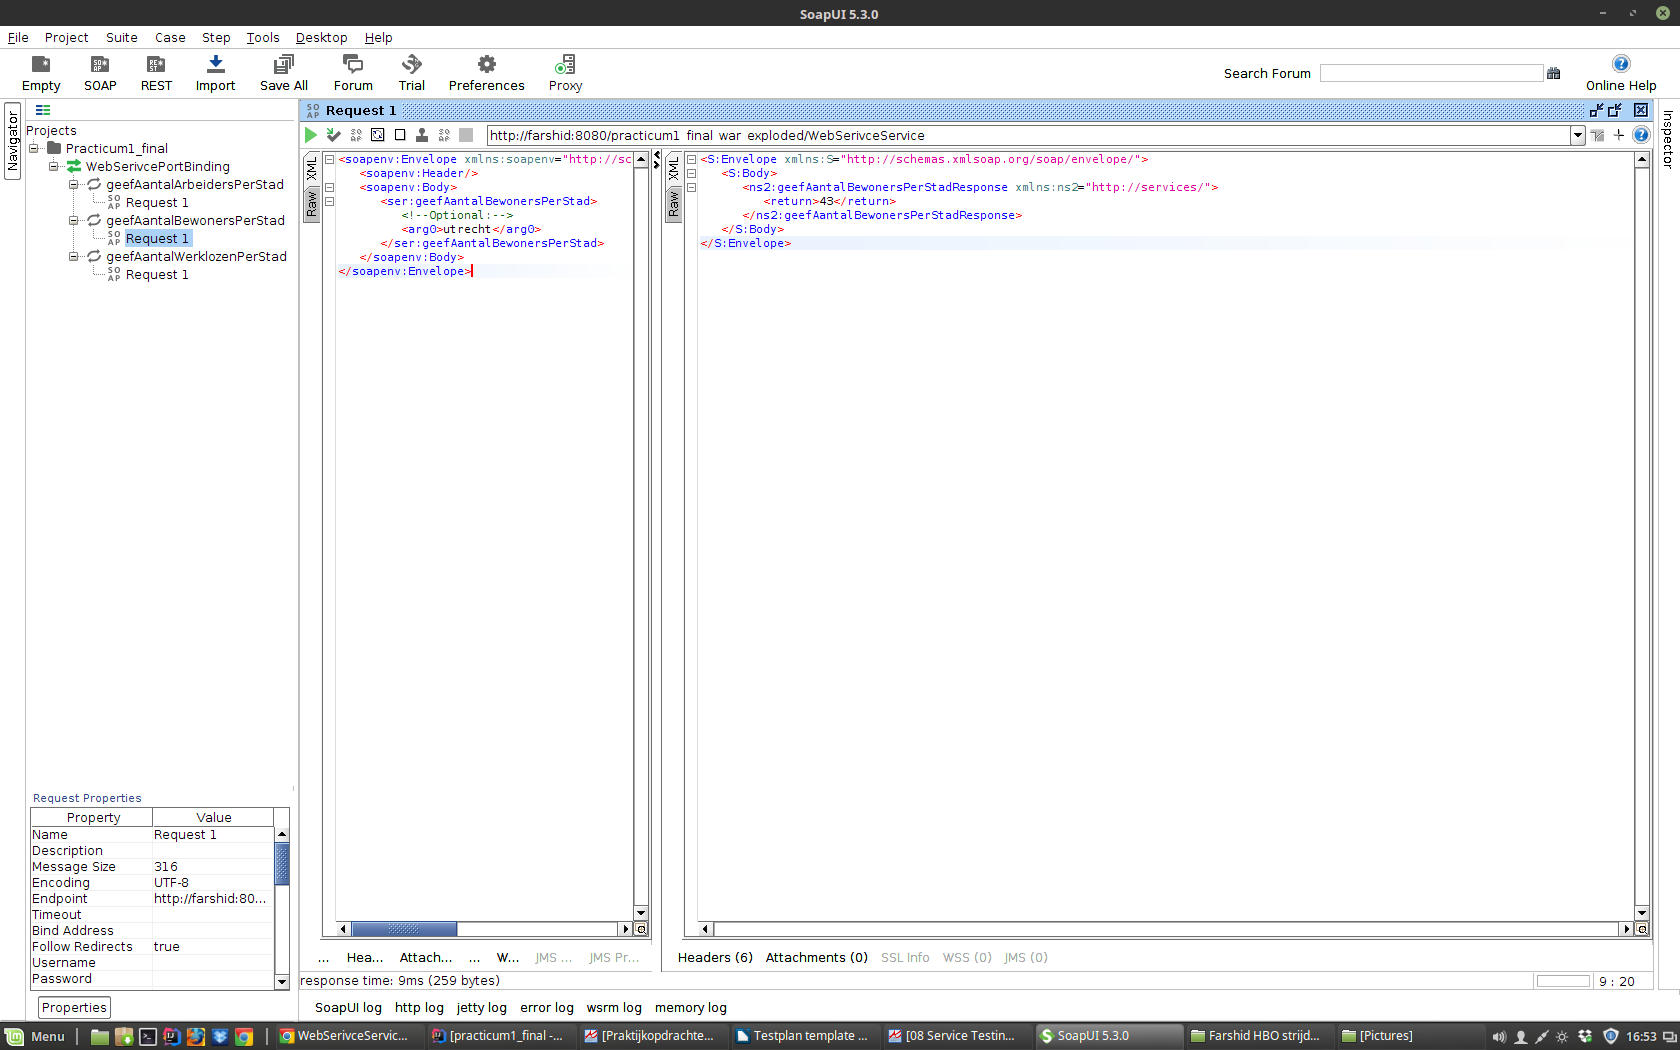 SoapUI 5.3.0
File Project Suite Case Step Tools Desktop Help
Empty SOAP REST Import Save All Forum Trial Preferences Proxy Search Forum Online Help
Navigator
Projects
Practicum1_final
WebSerivcePortBinding
geefAantalArbeidersPerStad
Request 1
geefAantalBewonersPerStad
Request 1
geefAantalWerklozenPerStad
Request 1
Request Properties
Property Value
Name Request 1
Description
Message Size 316
Encoding UTF-8
Endpoint http://farshid:80...
Timeout
Bind Address
Follow Redirects true
Username
Password
Properties
Request 1
http://farshid:8080/practicum1_final_war_exploded/WebSerivceService
XML
Raw
<soapenv:Envelope xmlns:soapenv="http://sc
<soapenv:Header/>
<soapenv:Body>
<ser:geefAantalBewonersPerStad>
<!--Optional:-->
<arg0>utrecht</arg0>
</ser:geefAantalBewonersPerStad>
</soapenv:Body>
</soapenv:Envelope>
... Hea... Attach... ... W... JMS ... JMS Pr...
XML
Raw
<S:Envelope xmlns:S="http://schemas.xmlsoap.org/soap/envelope/">
<S:Body>
<ns2:geefAantalBewonersPerStadResponse xmlns:ns2="http://services/">
<return>43</return>
</ns2:geefAantalBewonersPerStadResponse>
</S:Body>
</S:Envelope>
Headers (6) Attachments (0) SSL Info WSS (0) JMS (0)
Inspector
response time: 9ms (259 bytes)
9 : 20
SoapUI log http log jetty log error log wsrm log memory log
Menu WebSerivceServic... [practicum1_final -... [Praktijkopdrachte... Testplan template ... [08 Service Testin... SoapUI 5.3.0 Farshid HBO strijd... [Pictures] 16:53